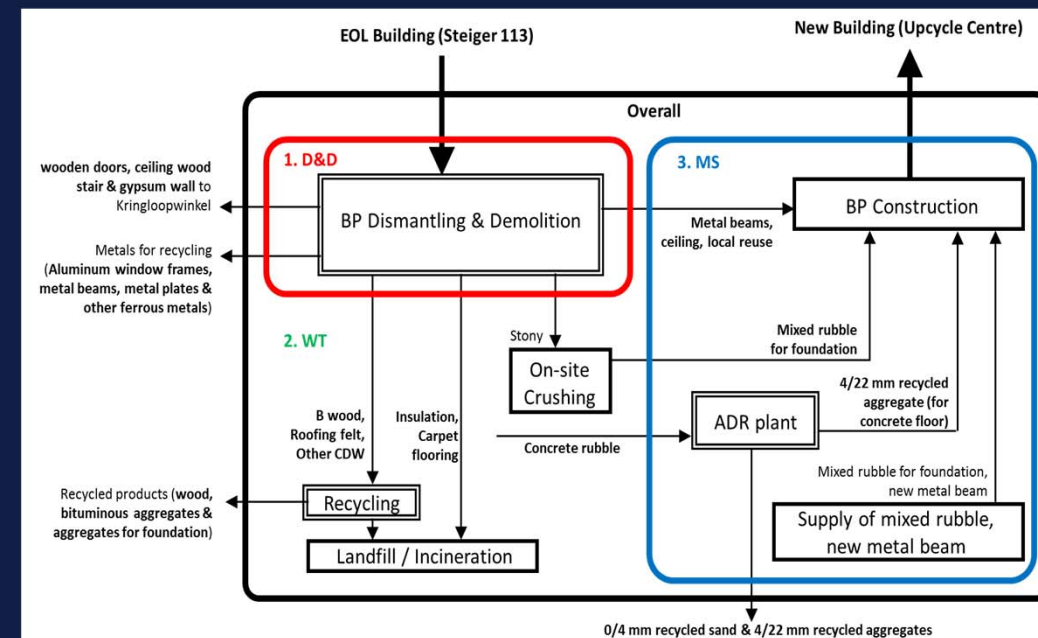 EOL Building (Steiger 113)
New Building (Upcycle Centre)
Overall
1. D&D
3. MS
wooden doors, ceiling wood
stair & gypsum wall to
Kringloopwinkel
BP Dismantling & Demolition
BP Construction
Metal beams,
ceiling, local reuse
Metals for recycling
(Aluminum window frames,
metal beams, metal plates &
other ferrous metals)
2. WT
Stony
On-site
Crushing
Mixed rubble
for foundation
4/22 mm recycled
aggregate (for
concrete floor)
B wood,
Roofing felt,
Other CDW
Insulation,
Carpet
flooring
Concrete rubble
ADR plant
Mixed rubble for foundation,
new metal beam
Recycled products (wood,
bituminous aggregates &
aggregates for foundation)
Recycling
Supply of mixed rubble,
new metal beam
Landfill / Incineration
0/4 mm recycled sand & 4/22 mm recycled aggregates